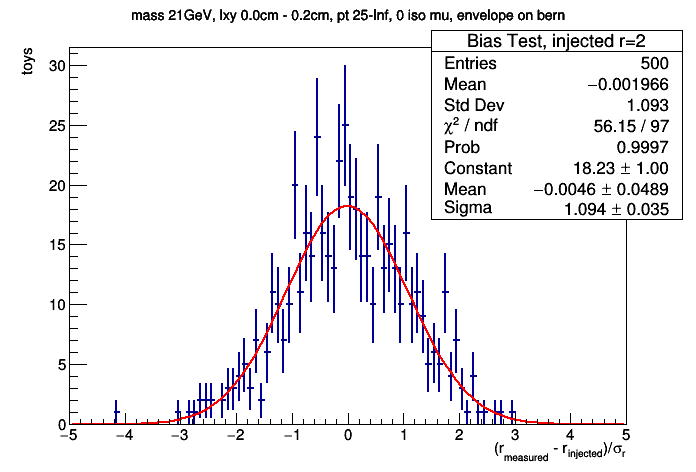 mass 21GeV, lxy 0.0cm - 0.2cm, pt 25-Inf, 0 iso mu, envelope on bern
toys
Bias Test, injected r=2
Entries 500
Mean −0.001966
Std Dev 1.093
χ² / ndf 56.15 / 97
Prob 0.9997
Constant 18.23 ± 1.00
Mean −0.0046 ± 0.0489
Sigma 1.094 ± 0.035
30
25
20
15
10
5
0
−5 −4 −3 −2 −1 0 1 2 3 4 5
(r_measured - r_injected)/σ_r